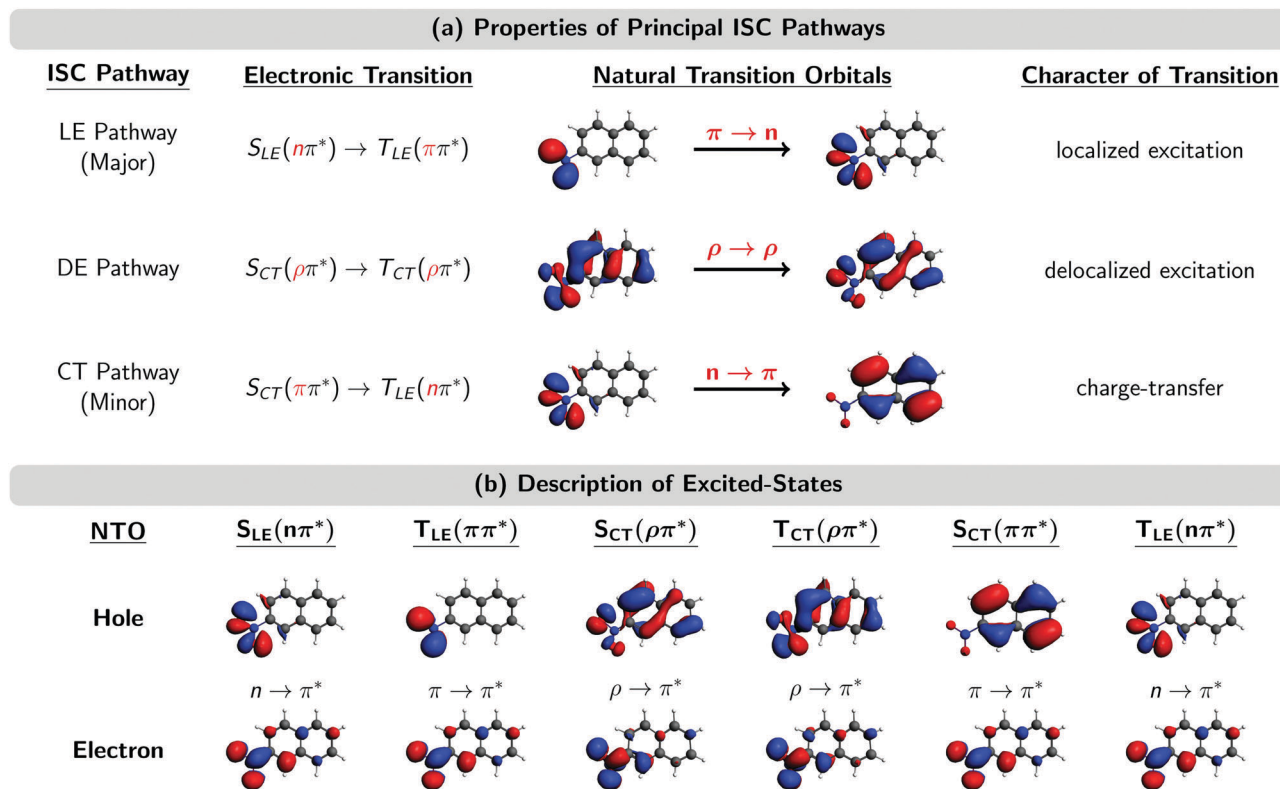 (a) Properties of Principal ISC Pathways
ISC Pathway Electronic Transition Natural Transition Orbitals Character of Transition
LE Pathway
(Major)
S_LE(nπ*) → T_LE(ππ*)
π → n
localized excitation
DE Pathway
S_CT(ρπ*) → T_CT(ρπ*)
ρ → ρ
delocalized excitation
CT Pathway
(Minor)
S_CT(ππ*) → T_LE(nπ*)
n → π
charge-transfer
(b) Description of Excited-States
NTO S_LE(nπ*) T_LE(ππ*) S_CT(ρπ*) T_CT(ρπ*) S_CT(ππ*) T_LE(nπ*)
Hole
n → π* π → π* ρ → π* ρ → π* π → π* n → π*
Electron